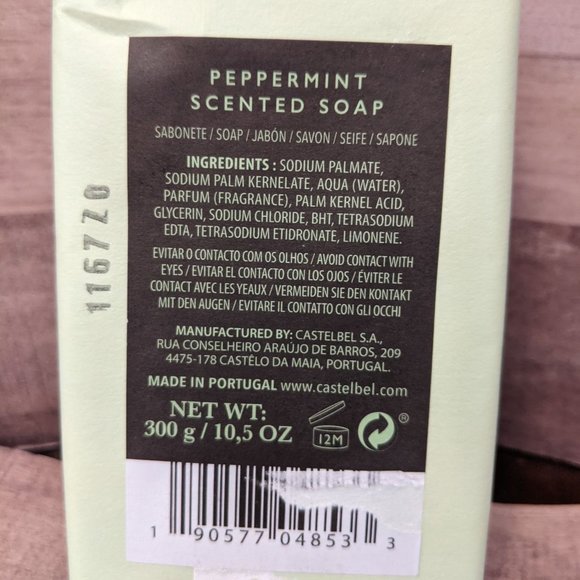 PEPPERMINT
SCENTED SOAP
SABONETE / SOAP / JABÓN / SAVON / SEIFE / SAPONE
INGREDIENTS : SODIUM PALMATE,
SODIUM PALM KERNELATE, AQUA (WATER),
PARFUM (FRAGRANCE), PALM KERNEL ACID,
GLYCERIN, SODIUM CHLORIDE, BHT, TETRASODIUM
EDTA, TETRASODIUM ETIDRONATE, LIMONENE.
EVITAR O CONTACTO COM OS OLHOS / AVOID CONTACT WITH
EYES / EVITAR EL CONTACTO CON LOS OJOS / ÉVITER LE
CONTACT AVEC LES YEUX / VERMEIDEN SIE DEN KONTAKT
MIT DEN AUGEN / EVITARE IL CONTATTO CON GLI OCCHI
MANUFACTURED BY: CASTELBEL S.A.,
RUA CONSELHEIRO ARAÚJO DE BARROS, 209
4475-178 CASTÊLO DA MAIA, PORTUGAL.
MADE IN PORTUGAL www.castelbel.com
NET WT:
300 g / 10,5 OZ
12M
®
1 90577 04853 3
116720